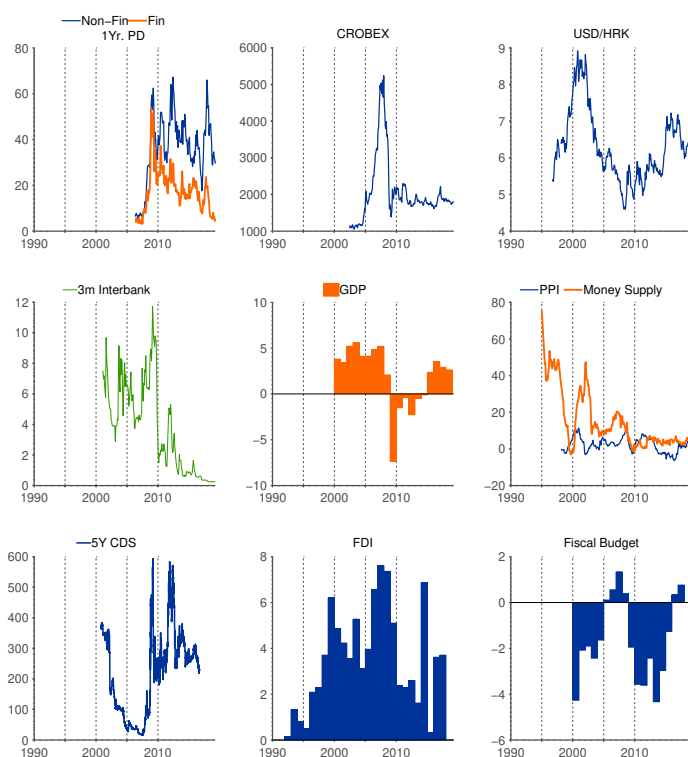 Non−Fin Fin
1Yr. PD
80
60
40
20
0
1990 2000 2010
CROBEX
6000
5000
4000
3000
2000
1000
1990 2000 2010
USD/HRK
9
8
7
6
5
4
1990 2000 2010
3m Interbank
12
10
8
6
4
2
0
1990 2000 2010
GDP
10
5
0
−5
−10
1990 2000 2010
PPI Money Supply
80
60
40
20
0
−20
1990 2000 2010
5Y CDS
600
500
400
300
200
100
0
1990 2000 2010
FDI
8
6
4
2
0
1990 2000 2010
Fiscal Budget
2
0
−2
−4
−6
1990 2000 2010